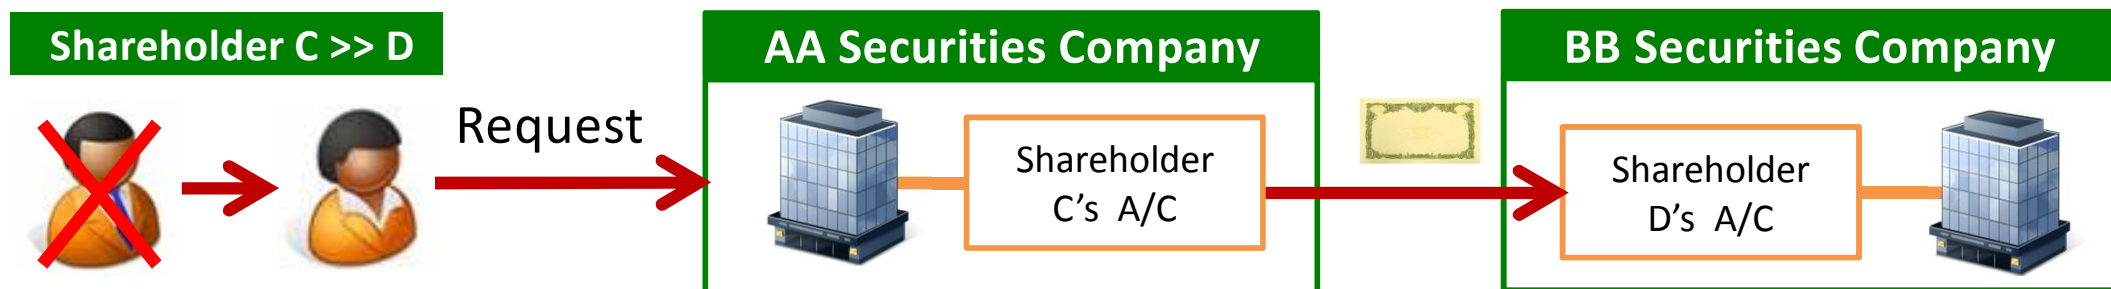 Shareholder C >> D
Request
AA Securities Company
Shareholder
C’s A/C
BB Securities Company
Shareholder
D’s A/C